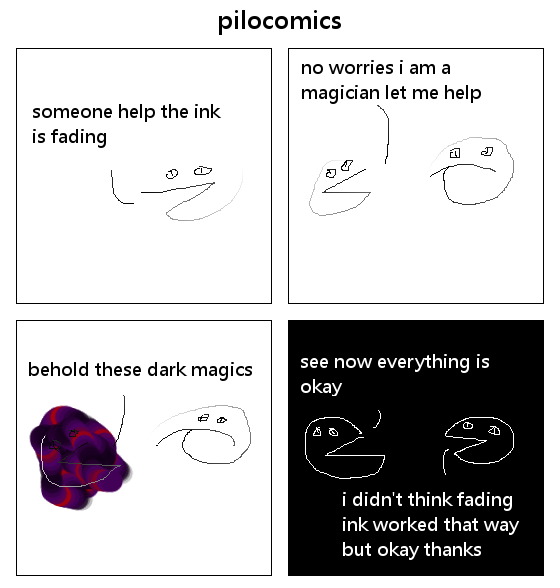 pilocomics
someone help the ink
is fading
no worries i am a
magician let me help
behold these dark magics
see now everything is
okay
i didn't think fading
ink worked that way
but okay thanks